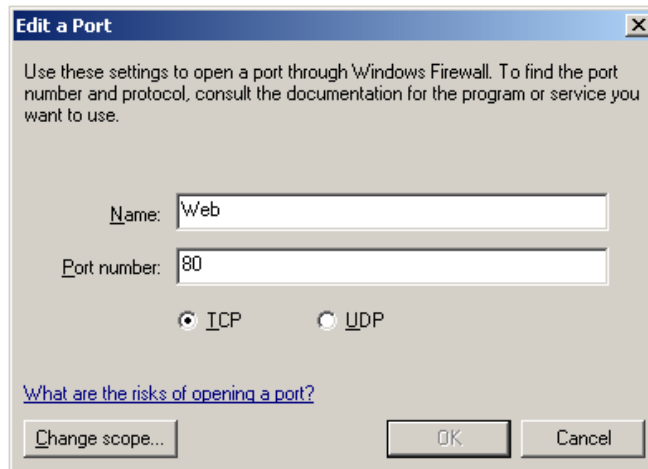 Edit a Port
Use these settings to open a port through Windows Firewall. To find the port
number and protocol, consult the documentation for the program or service you
want to use.
Name: Web
Port number: 80
TCP UDP
What are the risks of opening a port?
Change scope... OK Cancel